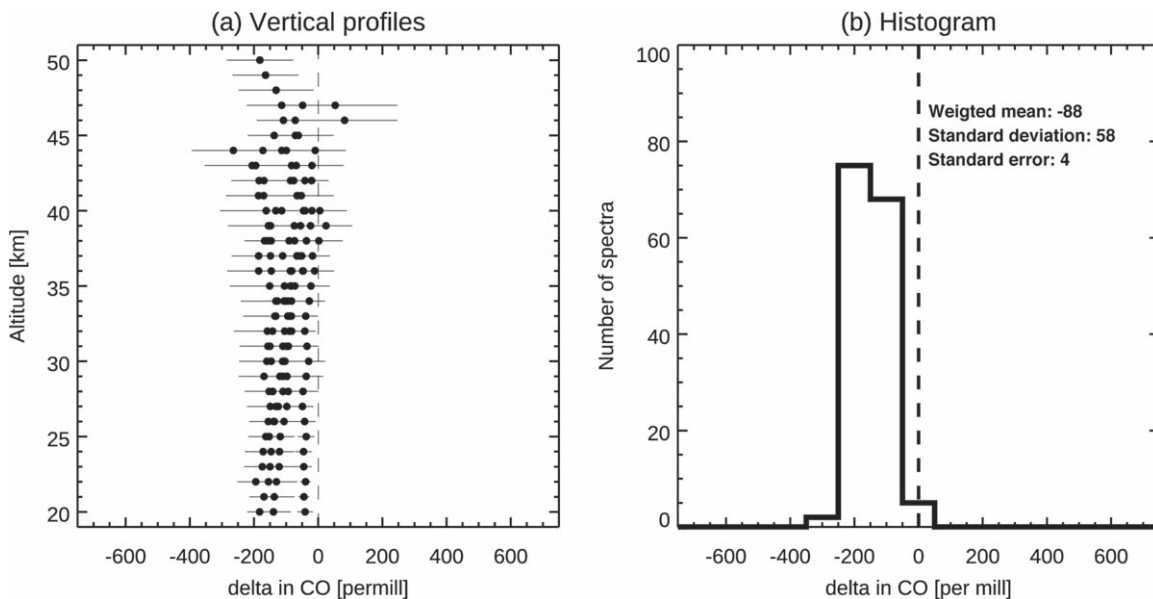 (a) Vertical profiles
50
45
40
35
30
25
20
Altitude [km]
-600 -400 -200 0 200 400 600
delta in CO [permill]
(b) Histogram
100
80
60
40
20
0
Number of spectra
Weigted mean: -88
Standard deviation: 58
Standard error: 4
-600 -400 -200 0 200 400 600
delta in CO [per mill]